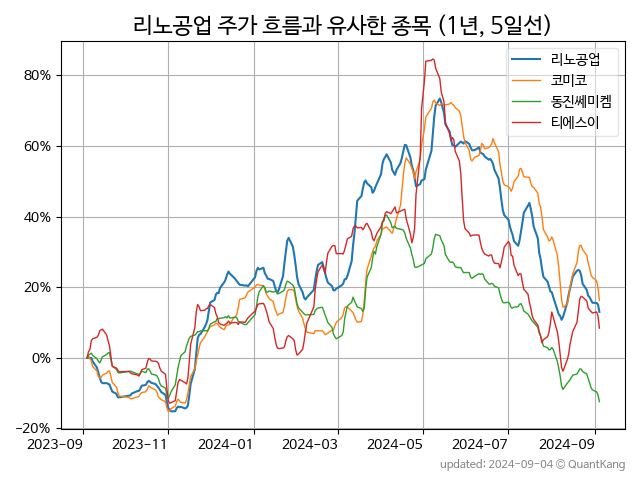 리노공업 주가 흐름과 유사한 종목 (1년, 5일선)
리노공업
코미코
동진쎄미켐
티에스이
80%
60%
40%
20%
0%
−20%
2023-09 2023-11 2024-01 2024-03 2024-05 2024-07 2024-09
updated: 2024-09-04 © QuantKang